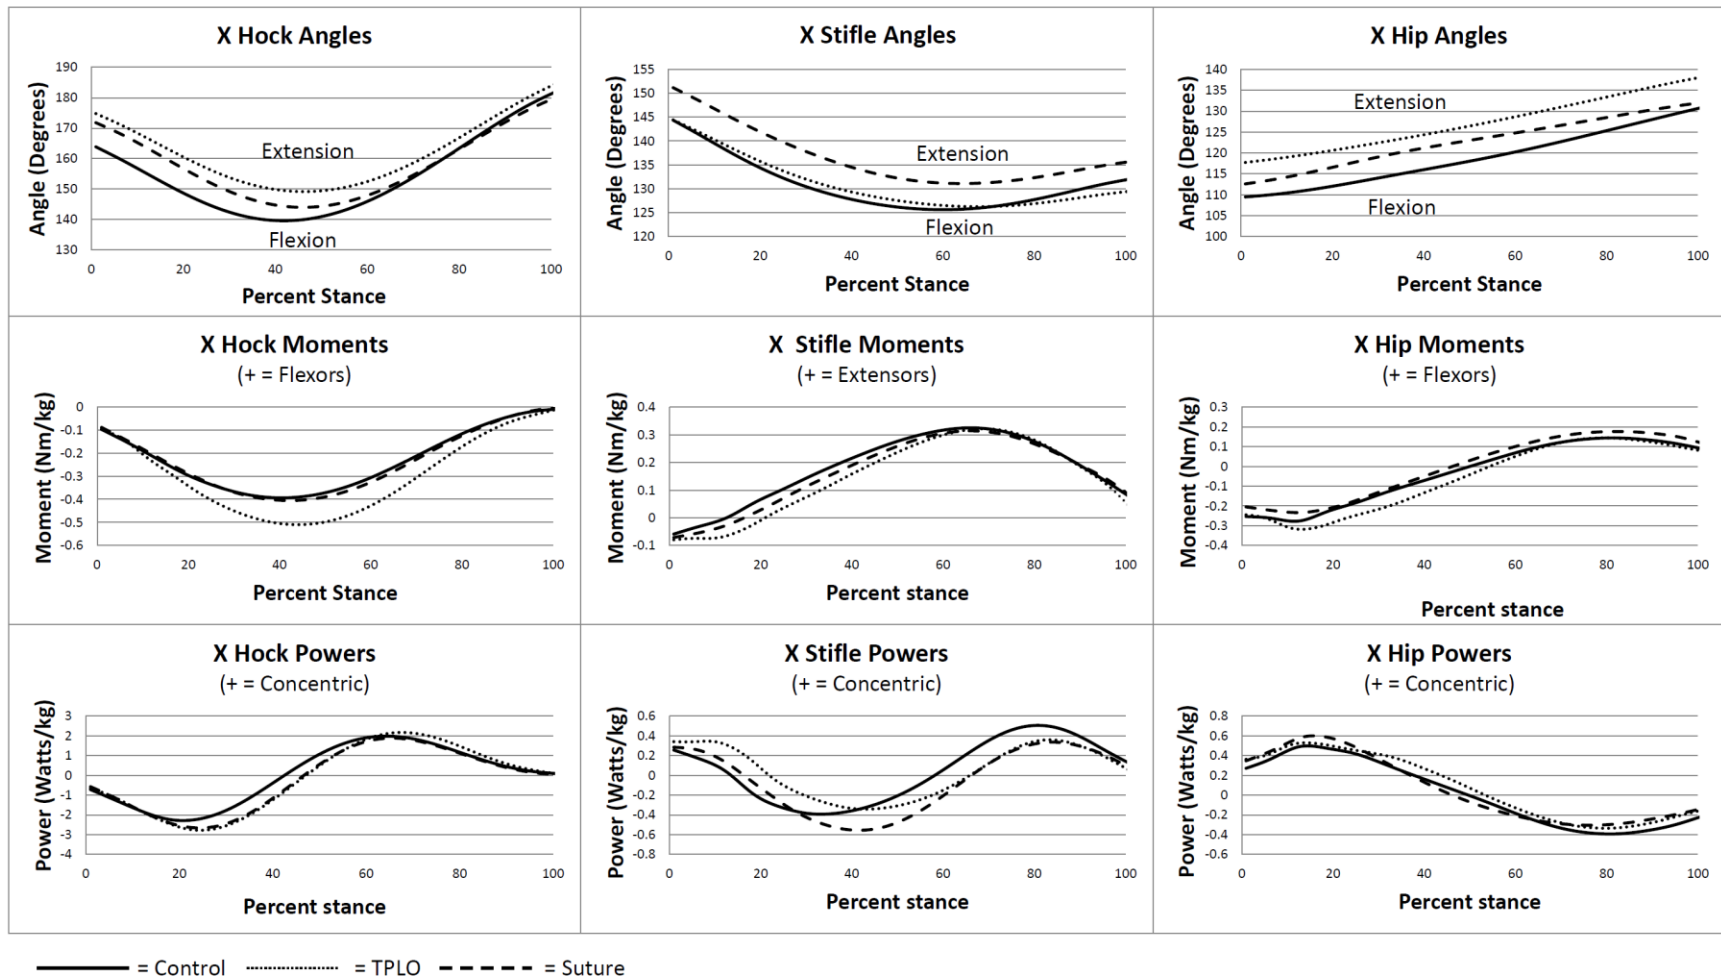 X Hock Angles
Angle (Degrees)
190
180
170
160
150
140
130
Extension
Flexion
0 20 40 60 80 100
Percent Stance
X Stifle Angles
Angle (Degrees)
155
150
145
140
135
130
125
120
Extension
Flexion
0 20 40 60 80 100
Percent Stance
X Hip Angles
Angle (Degrees)
140
135
130
125
120
115
110
105
100
Extension
Flexion
0 20 40 60 80 100
Percent Stance
X Hock Moments
(+ = Flexors)
Moment (Nm/kg)
0
-0.1
-0.2
-0.3
-0.4
-0.5
-0.6
0 20 40 60 80 100
Percent Stance
X Stifle Moments
(+ = Extensors)
Moment (Nm/kg)
0.4
0.3
0.2
0.1
0
-0.1
0 20 40 60 80 100
Percent stance
X Hip Moments
(+ = Flexors)
Moment (Nm/kg)
0.3
0.2
0.1
0
-0.1
-0.2
-0.3
-0.4
0 20 40 60 80 100
Percent stance
X Hock Powers
(+ = Concentric)
Power (Watts/kg)
3
2
1
0
-1
-2
-3
-4
0 20 40 60 80 100
Percent stance
X Stifle Powers
(+ = Concentric)
Power (Watts/kg)
0.6
0.4
0.2
0
-0.2
-0.4
-0.6
-0.8
0 20 40 60 80 100
Percent stance
X Hip Powers
(+ = Concentric)
Power (Watts/kg)
0.8
0.6
0.4
0.2
0
-0.2
-0.4
-0.6
0 20 40 60 80 100
Percent stance
= Control = TPLO = Suture